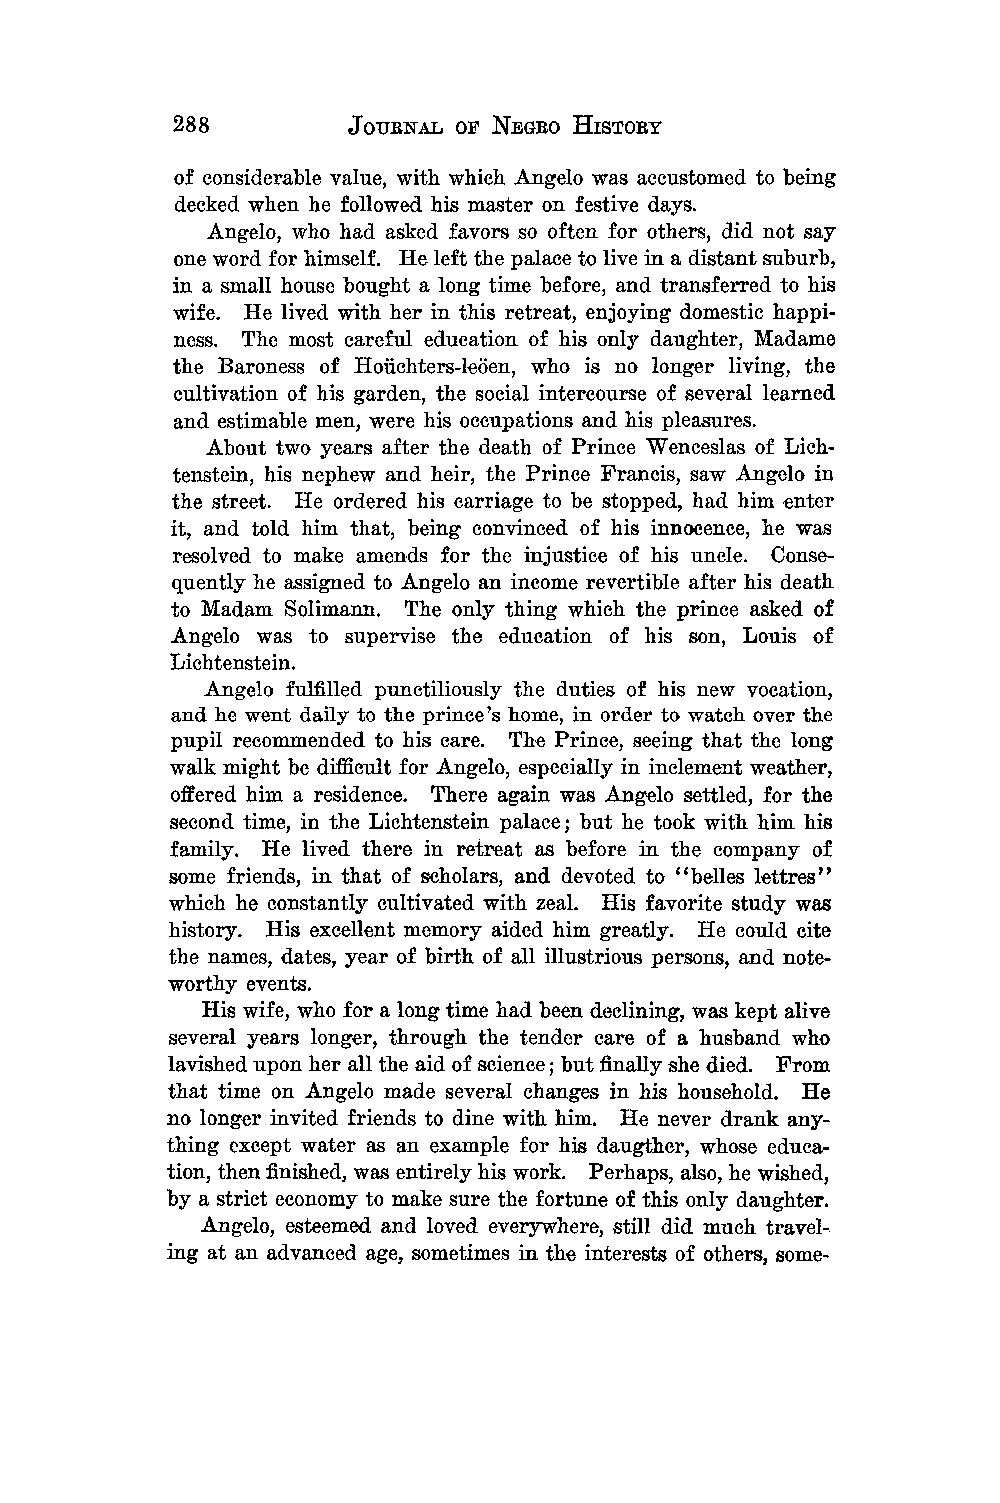 288 JOURNAL OF NEGRO HISTORY
of considerable value, with which Angelo was accustomed to being
decked when he followed his master on festive days.
Angelo, who had asked favors so often for others, did not say
one word for himself. He left the palace to live in a distant suburb,
in a small house bought a long time before, and transferred to his
wife. He lived with her in this retreat, enjoying domestic happi-
ness. The most careful education of his only daughter, Madame
the Baroness of Hoüchters-leöen, who is no longer living, the
cultivation of his garden, the social intercourse of several learned
and estimable men, were his occupations and his pleasures.
About two years after the death of Prince Wenceslas of Lich-
tenstein, his nephew and heir, the Prince Francis, saw Angelo in
the street. He ordered his carriage to be stopped, had him enter
it, and told him that, being convinced of his innocence, he was
resolved to make amends for the injustice of his uncle. Conse-
quently he assigned to Angelo an income revertible after his death
to Madam Solimann. The only thing which the prince asked of
Angelo was to supervise the education of his son, Louis of
Lichtenstein.
Angelo fulfilled punctiliously the duties of his new vocation,
and he went daily to the prince's home, in order to watch over the
pupil recommended to his care. The Prince, seeing that the long
walk might be difficult for Angelo, especially in inclement weather,
offered him a residence. There again was Angelo settled, for the
second time, in the Lichtenstein palace; but he took with him his
family. He lived there in retreat as before in the company of
some friends, in that of scholars, and devoted to "belles lettres"
which he constantly cultivated with zeal. His favorite study was
history. His excellent memory aided him greatly. He could cite
the names, dates, year of birth of all illustrious persons, and note-
worthy events.
His wife, who for a long time had been declining, was kept alive
several years longer, through the tender care of a husband who
lavished upon her all the aid of science; but finally she died. From
that time on Angelo made several changes in his household. He
no longer invited friends to dine with him. He never drank any-
thing except water as an example for his daugther, whose educa-
tion, then finished, was entirely his work. Perhaps, also, he wished,
by a strict economy to make sure the fortune of this only daughter.
Angelo, esteemed and loved everywhere, still did much travel-
ing at an advanced age, sometimes in the interests of others, some-